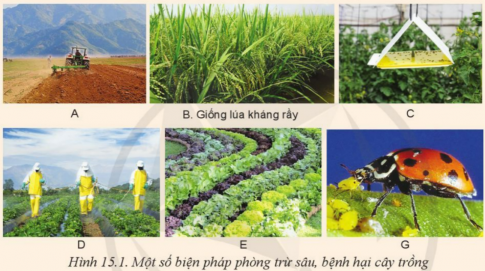 A
B. Giống lúa kháng rầy
C
D
E
G
Hình 15.1. Một số biện pháp phòng trừ sâu, bệnh hại cây trồng